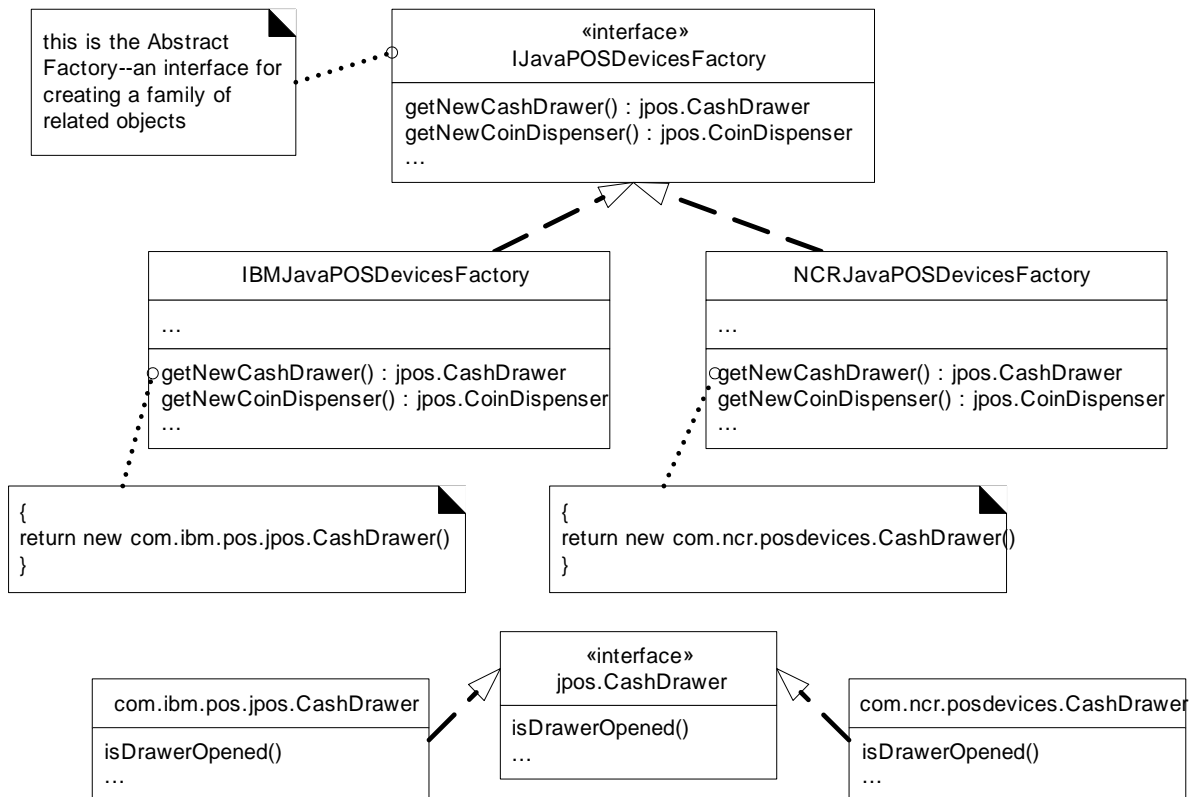 this is the Abstract
Factory--an interface for
creating a family of
related objects
«interface»
IJavaPOSDevicesFactory
getNewCashDrawer() : jpos.CashDrawer
getNewCoinDispenser() : jpos.CoinDispenser
...
IBMJavaPOSDevicesFactory
...
getNewCashDrawer() : jpos.CashDrawer
getNewCoinDispenser() : jpos.CoinDispenser
...
NCRJavaPOSDevicesFactory
...
getNewCashDrawer() : jpos.CashDrawer
getNewCoinDispenser() : jpos.CoinDispenser
...
{
return new com.ibm.pos.jpos.CashDrawer()
}
{
return new com.ncr.posdevices.CashDrawer()
}
«interface»
jpos.CashDrawer
isDrawerOpened()
...
com.ibm.pos.jpos.CashDrawer
isDrawerOpened()
...
com.ncr.posdevices.CashDrawer
isDrawerOpened()
...